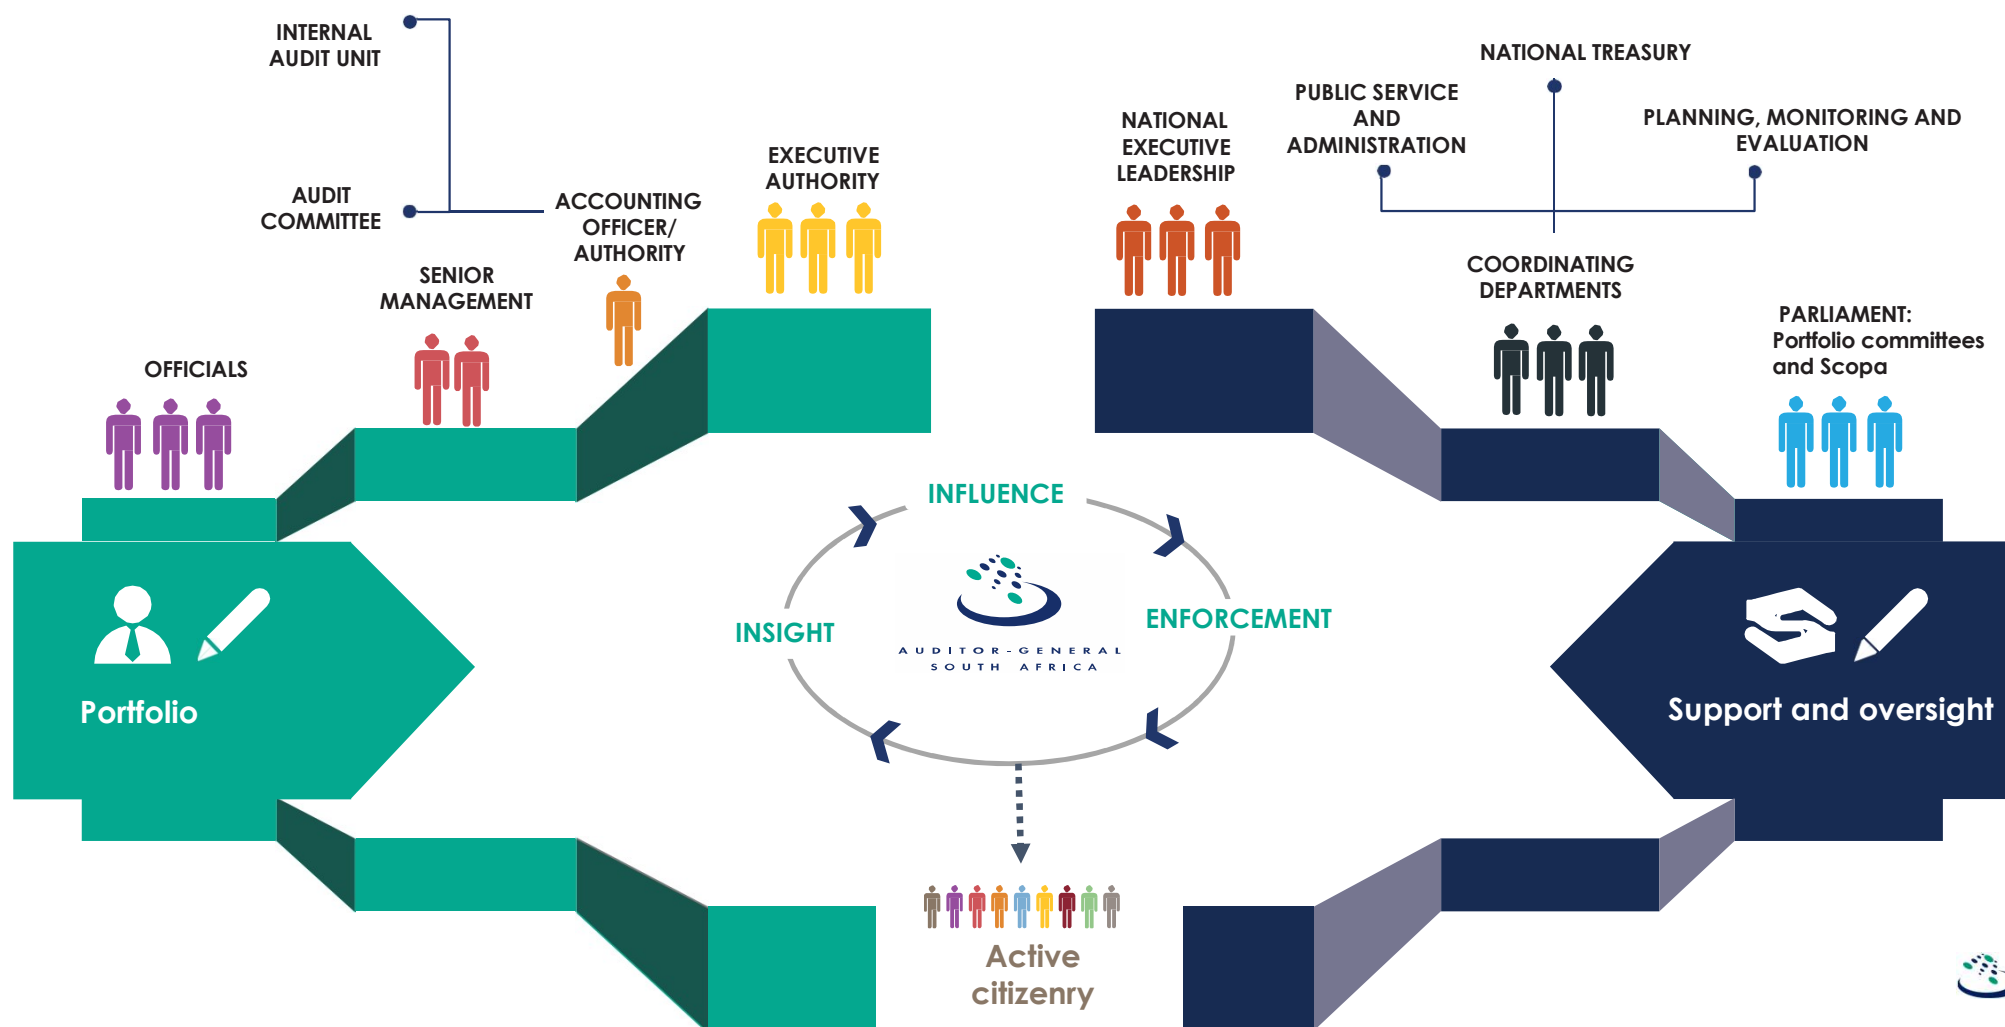 INTERNAL
AUDIT UNIT
AUDIT
COMMITTEE
ACCOUNTING
OFFICER/
AUTHORITY
SENIOR
MANAGEMENT
OFFICIALS
EXECUTIVE
AUTHORITY
NATIONAL
EXECUTIVE
LEADERSHIP
NATIONAL TREASURY
PUBLIC SERVICE
AND
ADMINISTRATION
PLANNING, MONITORING AND
EVALUATION
COORDINATING
DEPARTMENTS
PARLIAMENT:
Portfolio committees
and Scopa
INFLUENCE
INSIGHT
ENFORCEMENT
AUDITOR-GENERAL
SOUTH AFRICA
Portfolio
Support and oversight
Active
citizenry